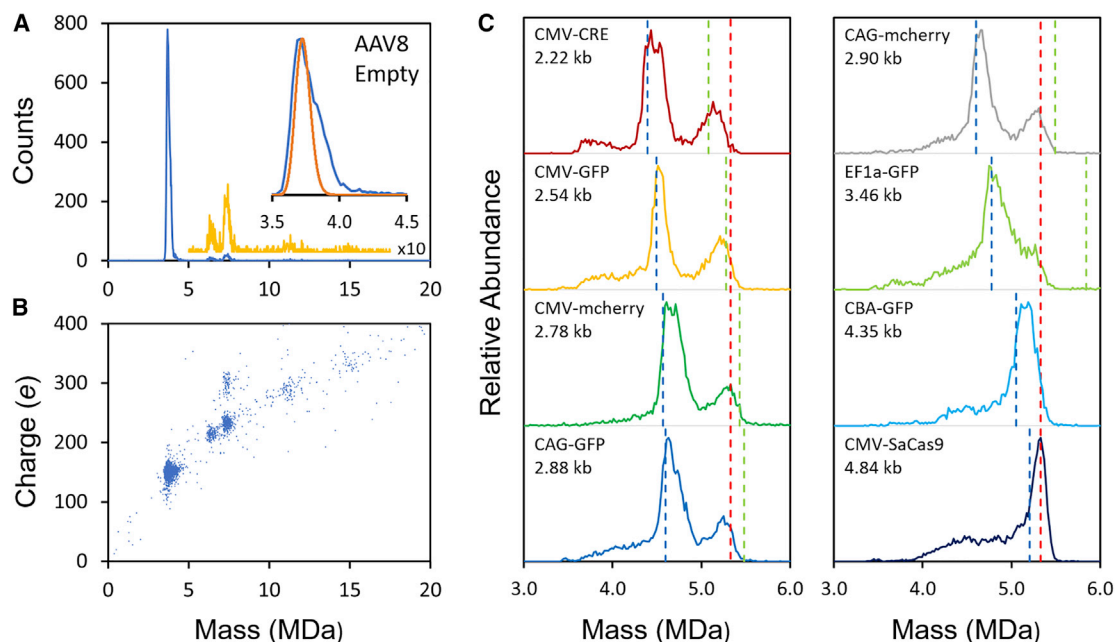 A
800
600
400
200
0
Counts
AAV8
Empty
3.5 4.0 4.5
x10
0 5 10 15 20
B
400
300
200
100
0
Charge (e)
0 5 10 15 20
Mass (MDa)
C
Relative Abundance
CMV-CRE
2.22 kb
CMV-GFP
2.54 kb
CMV-mcherry
2.78 kb
CAG-GFP
2.88 kb
3.0 4.0 5.0 6.0
Mass (MDa)
CAG-mcherry
2.90 kb
EF1a-GFP
3.46 kb
CBA-GFP
4.35 kb
CMV-SaCas9
4.84 kb
4.0 5.0 6.0
Mass (MDa)